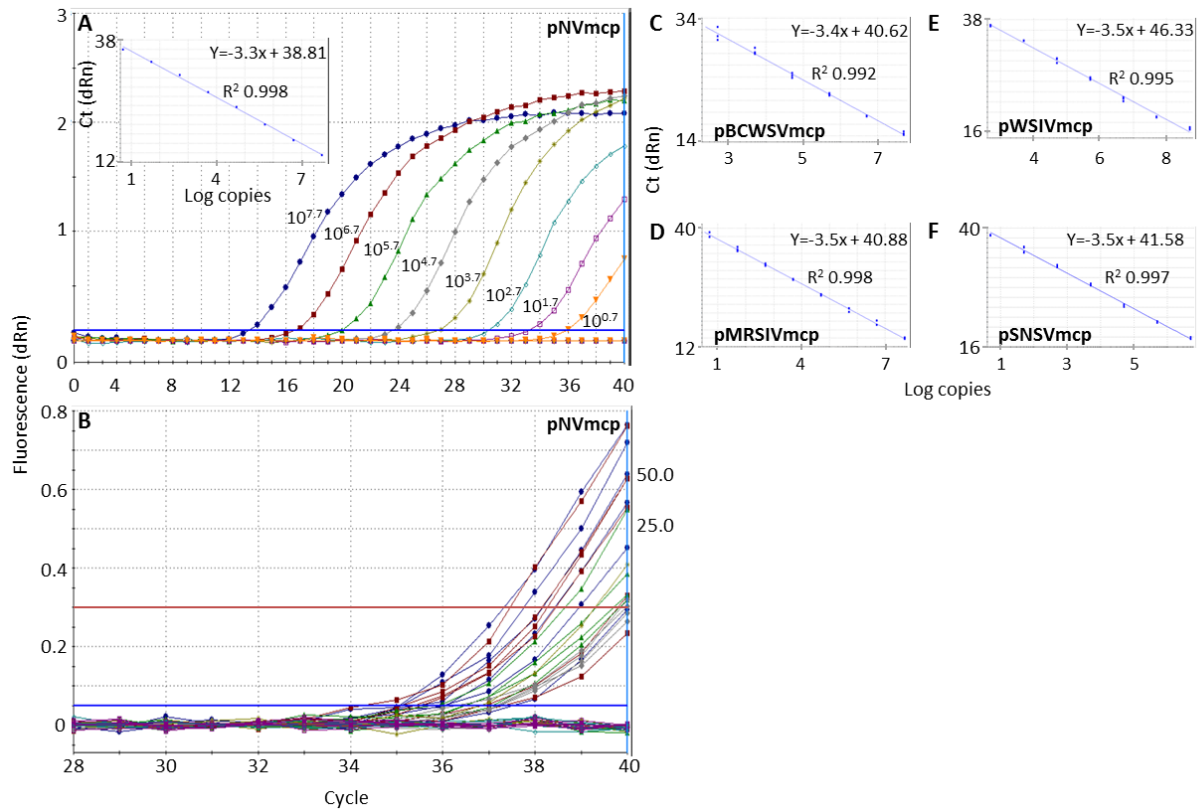 A
pNVmcp
3
2
1
0
Fluorescence (dRn)
38
12
Ct (dRn)
Y=-3.3x + 38.81
R² 0.998
1 7
Log copies
10^7.7
10^6.7
10^5.7
10^4.7
10^3.7
10^2.7
10^1.7
10^0.7
0 4 8 12 16 20 24 28 32 36 40
B
pNVmcp
0.8
0.6
0.4
0.2
0
50.0
25.0
28 30 32 34 36 38 40
Cycle
C
34
14
Ct (dRn)
Y=-3.4x + 40.62
R² 0.992
pBCWSVmcp
3 5 7
D
40
12
Y=-3.5x + 40.88
R² 0.998
pMRSIVmcp
1 4 7
E
38
16
Y=-3.5x + 46.33
R² 0.995
pWSIVmcp
4 6 8
F
40
16
Y=-3.5x + 41.58
R² 0.997
pSNSVmcp
1 3 5
Log copies